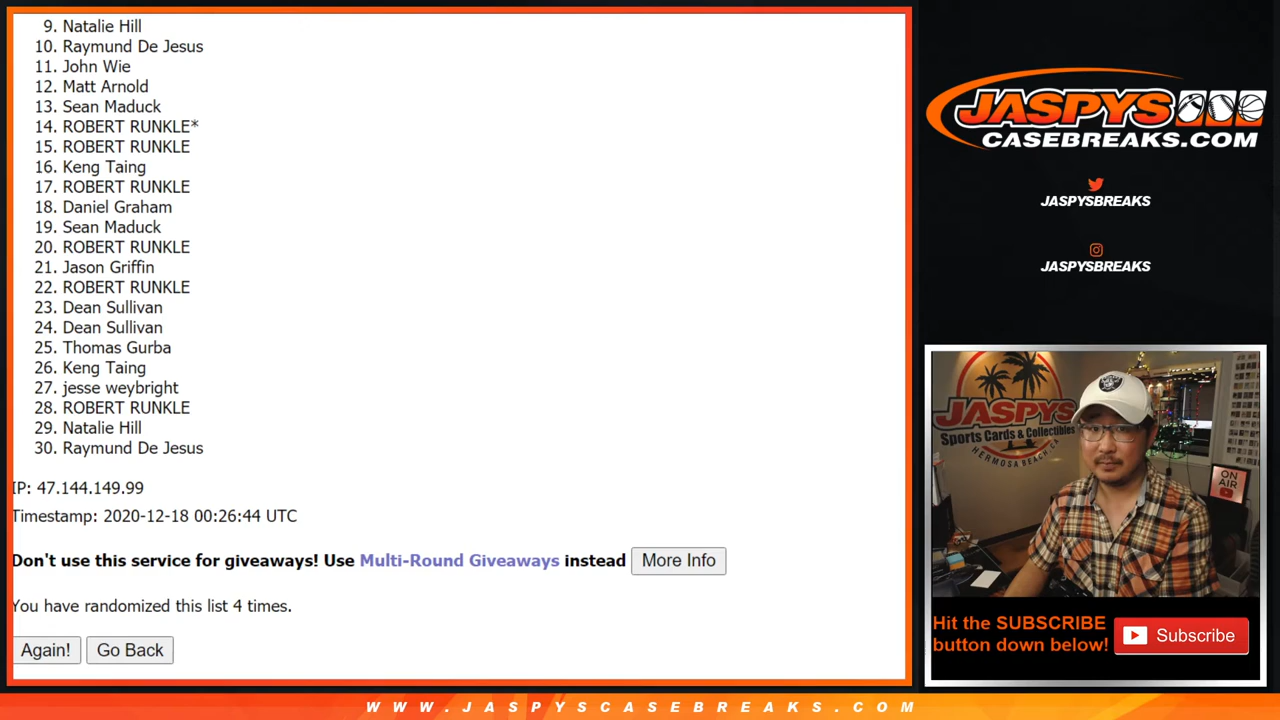 9. Natalie Hill
10. Raymund De Jesus
11. John Wie
12. Matt Arnold
13. Sean Maduck
14. ROBERT RUNKLE*
15. ROBERT RUNKLE
16. Keng Taing
17. ROBERT RUNKLE
18. Daniel Graham
19. Sean Maduck
20. ROBERT RUNKLE
21. Jason Griffin
22. ROBERT RUNKLE
23. Dean Sullivan
24. Dean Sullivan
25. Thomas Gurba
26. Keng Taing
27. jesse weybright
28. ROBERT RUNKLE
29. Natalie Hill
30. Raymund De Jesus
IP: 47.144.149.99
Timestamp: 2020-12-18 00:26:44 UTC
Don't use this service for giveaways! Use Multi-Round Giveaways instead More Info
You have randomized this list 4 times.
Again! Go Back
JASPYS
CASEBREAKS.COM
JASPYSBREAKS
JASPYSBREAKS
JASPYS
Sports Cards & Collectibles
HERMOSA BEACH CA
ON
AIR
Hit the SUBSCRIBE
button down below!
Subscribe
WWW.JASPYSCASEBREAKS.COM